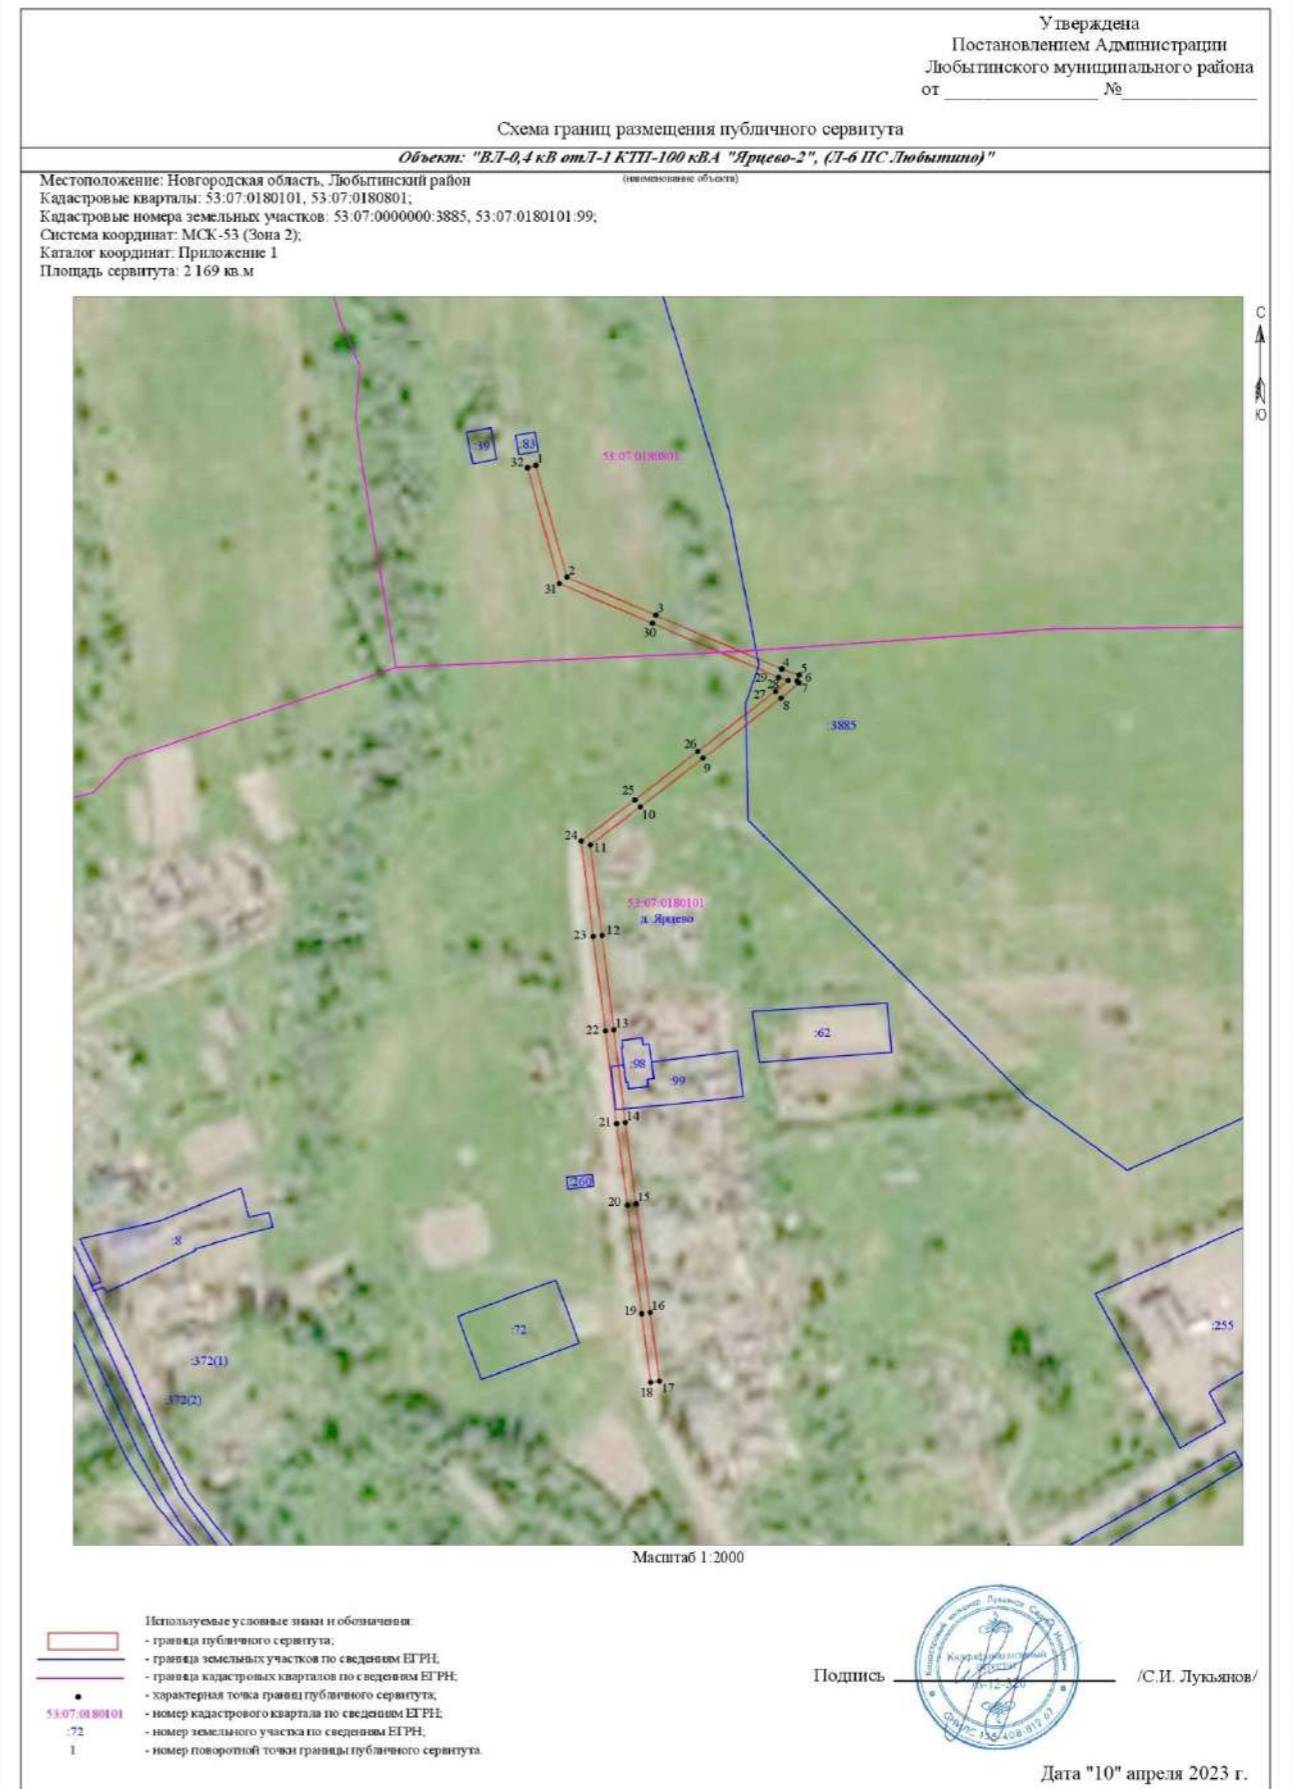 Утверждена
Постановлением Администрации
Любытинского муниципального района
от ________________ №______________
Схема границ размещения публичного сервитута
Объект: "ВЛ-0,4 кВ отЛ-1 КТП-100 кВА "Ярцево-2", (Л-6 ПС Любытино)"
(наименование объекта)
Местоположение: Новгородская область, Любытинский район
Кадастровые кварталы: 53:07:0180101, 53:07:0180801;
Кадастровые номера земельных участков: 53:07:0000000:3885, 53:07:0180101:99;
Система координат: МСК-53 (Зона 2);
Каталог координат: Приложение 1
Площадь сервитута: 2 169 кв.м
С
Ю
:39
:83
32
1
53:07:0180801
2
31
3
30
4
5
29
6
28
7
27
8
:3885
26
9
25
10
24
11
53:07:0180101
д. Ярцево
23
12
22
13
:62
:98
:99
21
14
:260
20
15
:8
19
16
:72
:255
:372(1)
:372(2)
18
17
Масштаб 1:2000
Используемые условные знаки и обозначения:
- граница публичного сервитута;
- граница земельных участков по сведениям ЕГРН;
- граница кадастровых кварталов по сведениям ЕГРН;
- характерная точка границ публичного сервитута;
53:07:0180101 - номер кадастрового квартала по сведениям ЕГРН;
:72 - номер земельного участка по сведениям ЕГРН;
1 - номер поворотной точки границы публичного сервитута.
Подпись /С.И. Лукьянов/
Дата "10" апреля 2023 г.